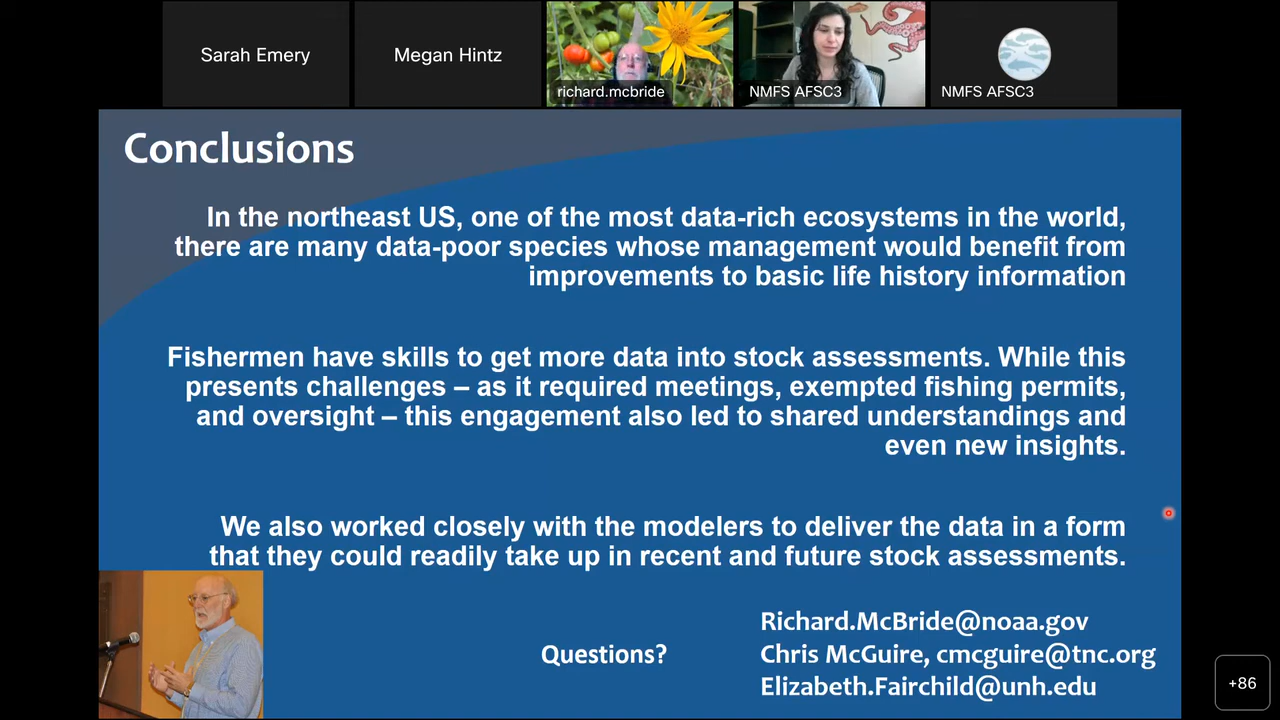 Sarah Emery
Megan Hintz
richard.mcbride
NMFS AFSC3
NMFS AFSC3
Conclusions
In the northeast US, one of the most data-rich ecosystems in the world,
there are many data-poor species whose management would benefit from
improvements to basic life history information
Fishermen have skills to get more data into stock assessments. While this
presents challenges – as it required meetings, exempted fishing permits,
and oversight – this engagement also led to shared understandings and
even new insights.
We also worked closely with the modelers to deliver the data in a form
that they could readily take up in recent and future stock assessments.
Questions?
Richard.McBride@noaa.gov
Chris McGuire, cmcguire@tnc.org
Elizabeth.Fairchild@unh.edu
+86